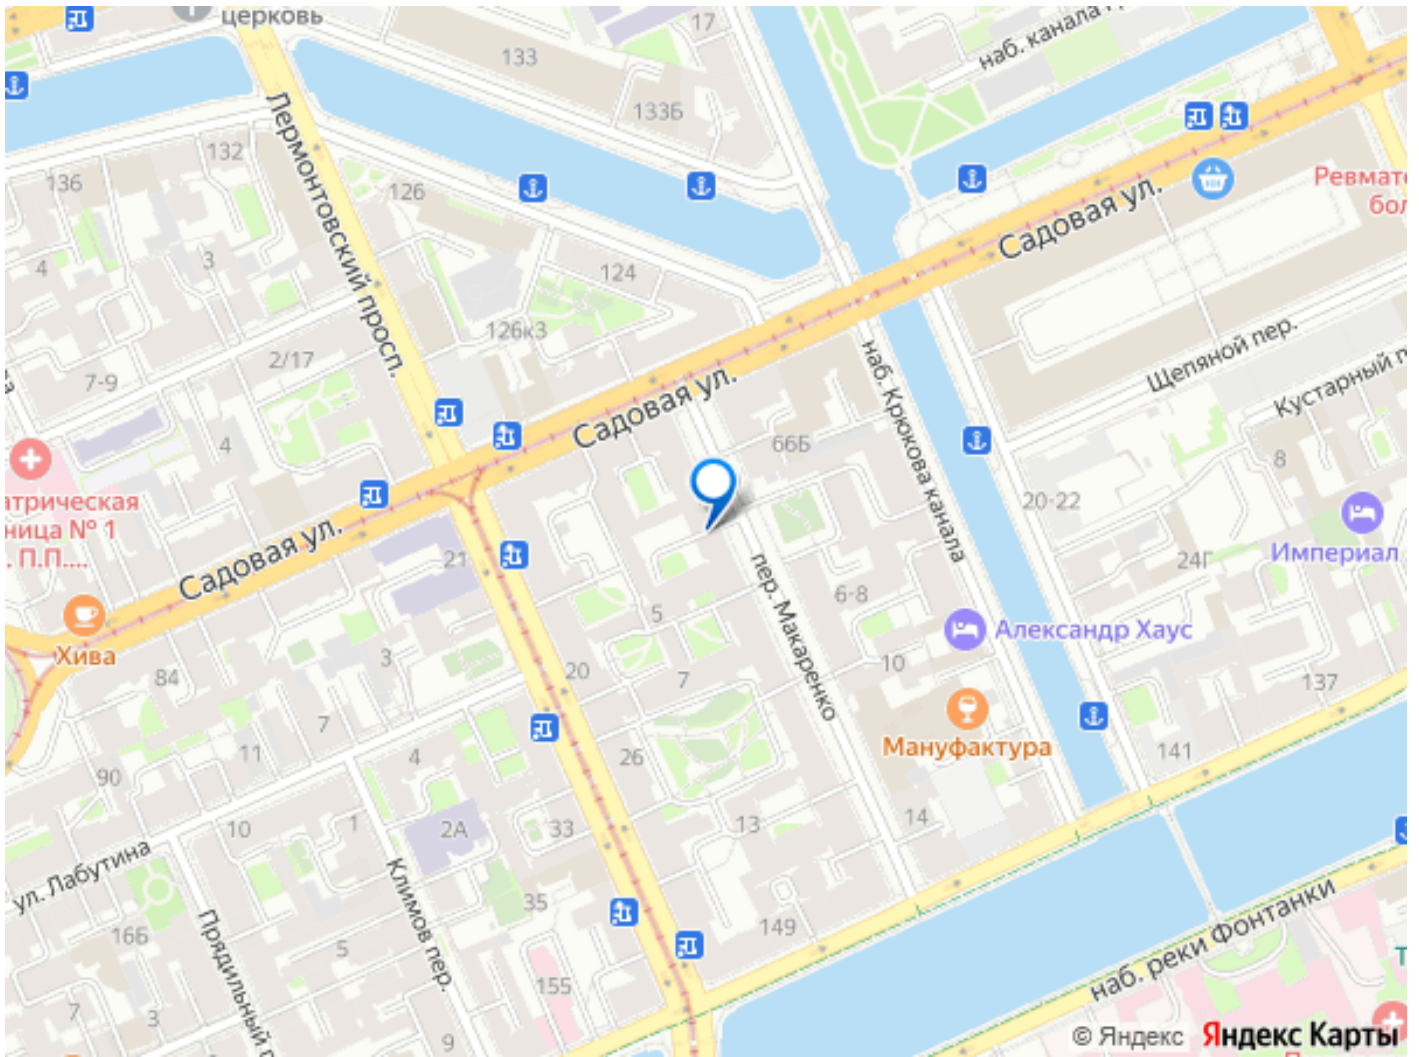 церковь
17
наб. канала Г
133
133Б
132
136
126
Лермонтовский просп.
3
4
124
Садовая ул.
Ревмато
бол
126к3
2/17
7-9
Садовая ул.
наб. Крюкова канала
Щепяной пер.
Кустарный п
4
66Б
8
атрическая
ница № 1
. П.П....
20-22
Империал
Садовая ул.
21
24Г
пер. Макаренко
6-8
5
Александр Хаус
Хива
3
84
20
7
10
137
7
11
4
26
Мануфактура
141
90
10
1
2А
33
13
14
ул. Лабутина
Климов пер.
35
149
16Б
Прядильный п
5
наб. реки Фонтанки
155
7
3
9
Т
© Яндекс Яндекс Карты